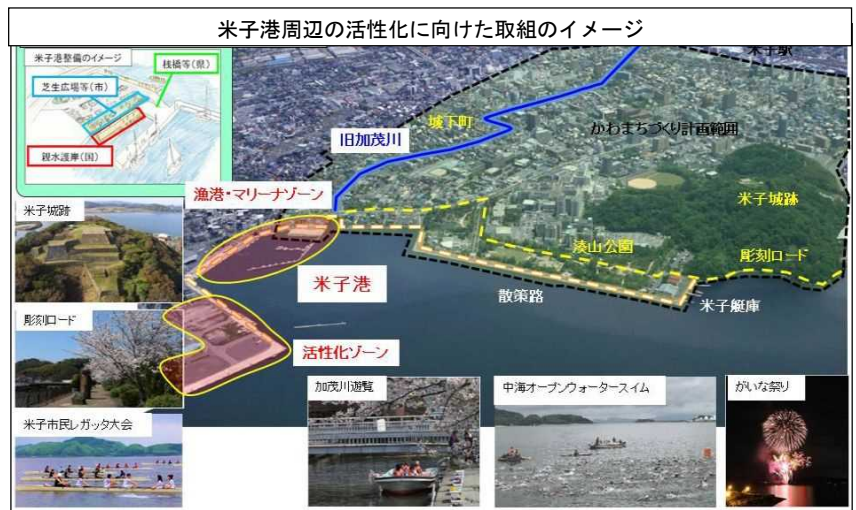 米子港周辺の活性化に向けた取組のイメージ
米子港整備のイメージ
桟橋等(県)
芝生広場等(市)
親水護岸(国)
米子駅
城下町
旧加茂川
かわまちづくり計画範囲
漁港・マリーナゾーン
米子城跡
米子城跡
湊山公園
彫刻ロード
米子港
散策路
米子艇庫
彫刻ロード
活性化ゾーン
加茂川遊覧
中海オープンウォータースイム
がいな祭り
米子市民レガッタ大会